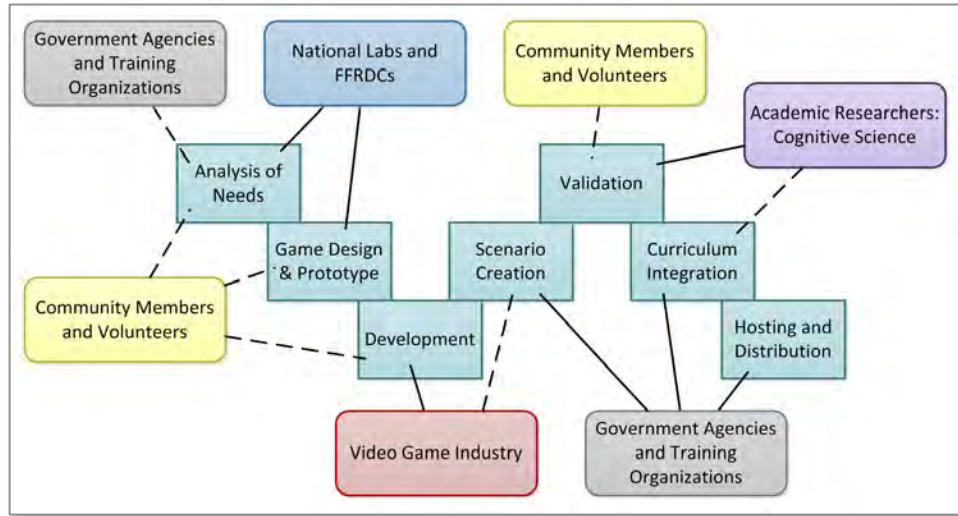 Government Agencies
and Training
Organizations
National Labs and
FFRDCs
Community Members
and Volunteers
Academic Researchers:
Cognitive Science
Analysis of
Needs
Validation
Game Design
& Prototype
Scenario
Creation
Curriculum
Integration
Community Members
and Volunteers
Development
Hosting and
Distribution
Video Game Industry
Government Agencies
and Training
Organizations